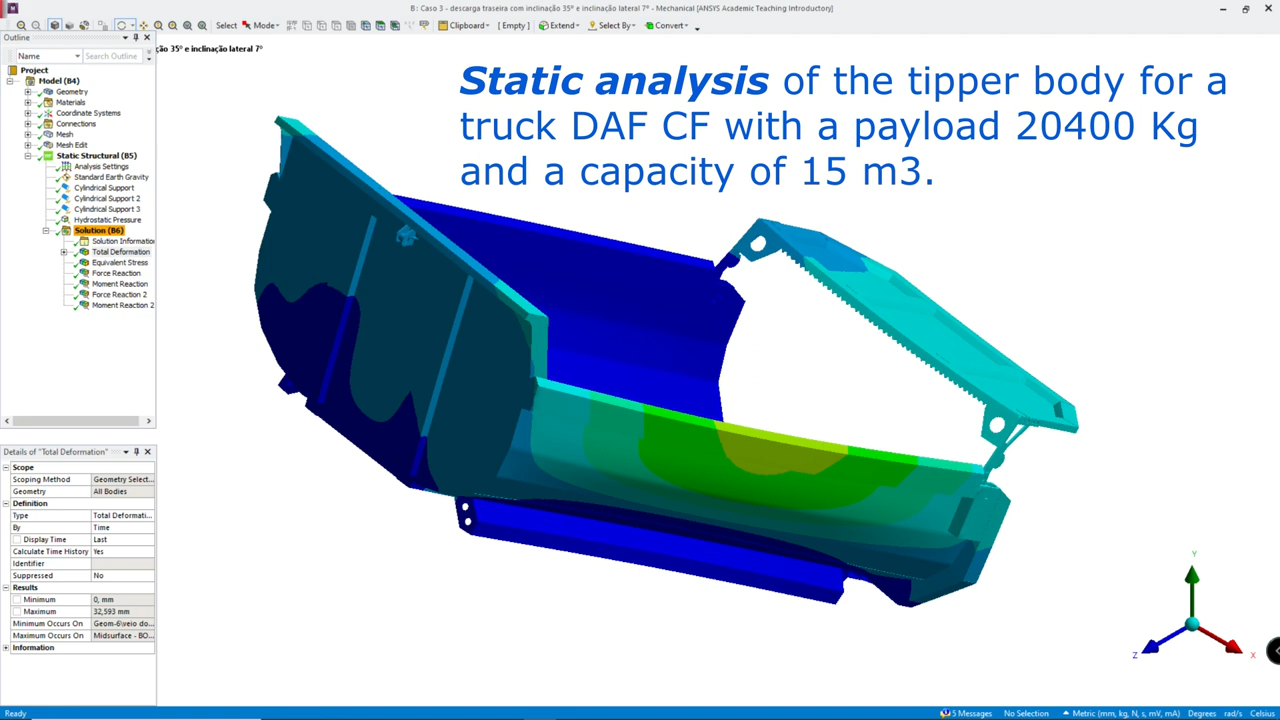 B: Caso 3 - descarga traseira com inclinação 35º e inclinação lateral 7º - Mechanical [ANSYS Academic Teaching Introductory]
Select Mode Clipboard [ Empty ] Extend Select By Convert
Outline
ção 35º e inclinação lateral 7º
Name Search Outline
Project
Model (B4)
Geometry
Materials
Coordinate Systems
Connections
Mesh
Mesh Edit
Static Structural (B5)
Analysis Settings
Standard Earth Gravity
Cylindrical Support
Cylindrical Support 2
Cylindrical Support 3
Hydrostatic Pressure
Solution (B6)
Solution Informatio
Total Deformation
Equivalent Stress
Force Reaction
Moment Reaction
Force Reaction 2
Moment Reaction 2
Static analysis of the tipper body for a
truck DAF CF with a payload 20400 Kg
and a capacity of 15 m3.
Details of "Total Deformation"
Scope
Scoping Method Geometry Select...
Geometry All Bodies
Definition
Type Total Deformati...
By Time
Display Time Last
Calculate Time History Yes
Identifier
Suppressed No
Results
Minimum 0, mm
Maximum 32,593 mm
Minimum Occurs On Geom-6\veio do...
Maximum Occurs On Midsurface - BO...
Information
Y
Z
X
Ready 5 Messages No Selection Metric (mm, kg, N, s, mV, mA) Degrees rad/s Celsius